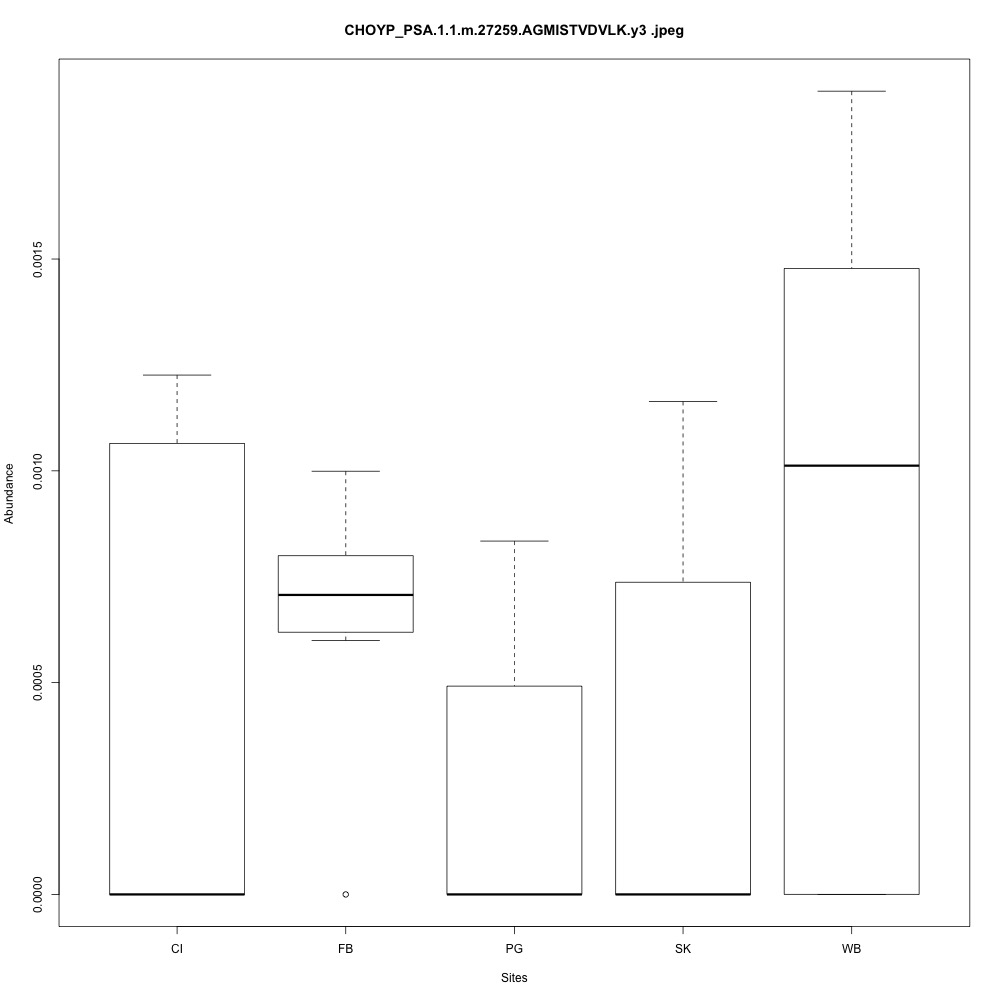 CHOYP_PSA.1.1.m.27259.AGMISTVDVLK.y3 .jpeg
0.0015
0.0010
0.0005
0.0000
Abundance
CI FB PG SK WB
Sites